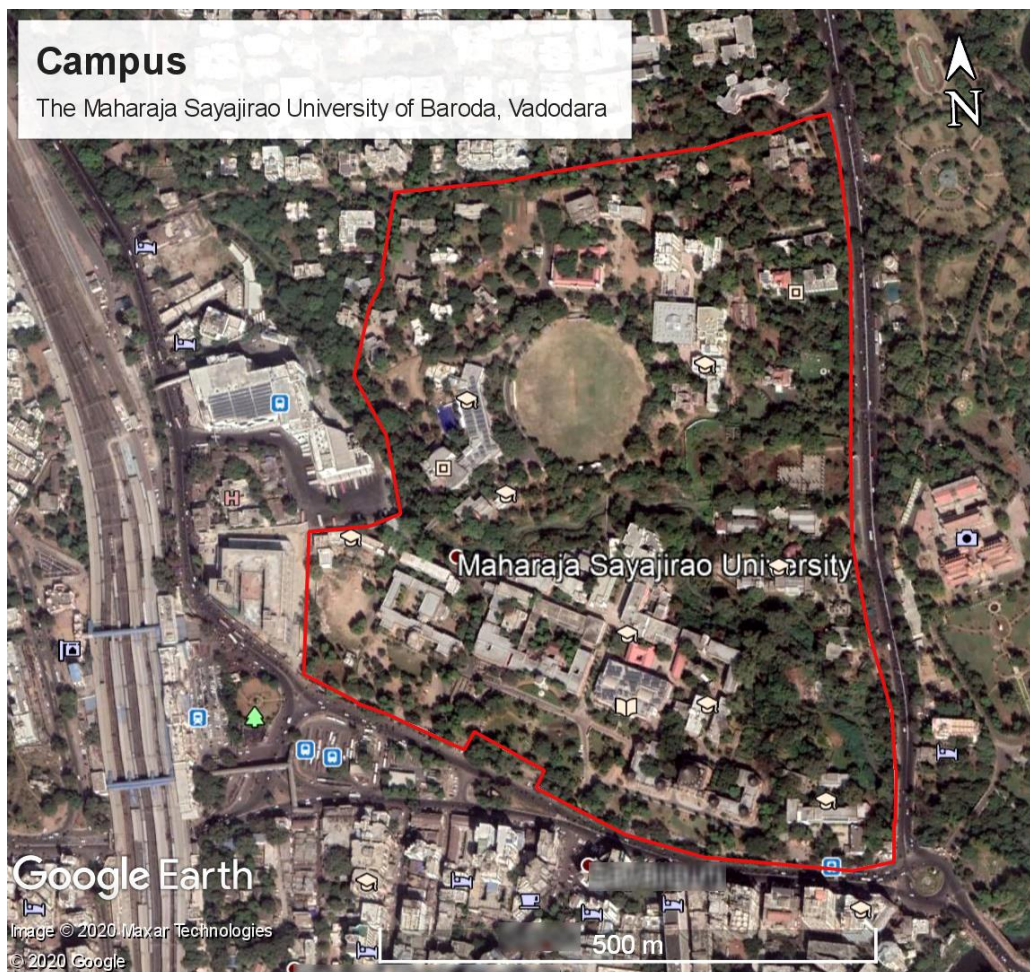 Campus
The Maharaja Sayajirao University of Baroda, Vadodara
N
H
Maharaja Sayajirao University
Google Earth
Image © 2020 Maxar Technologies
500 m
© 2020 Google